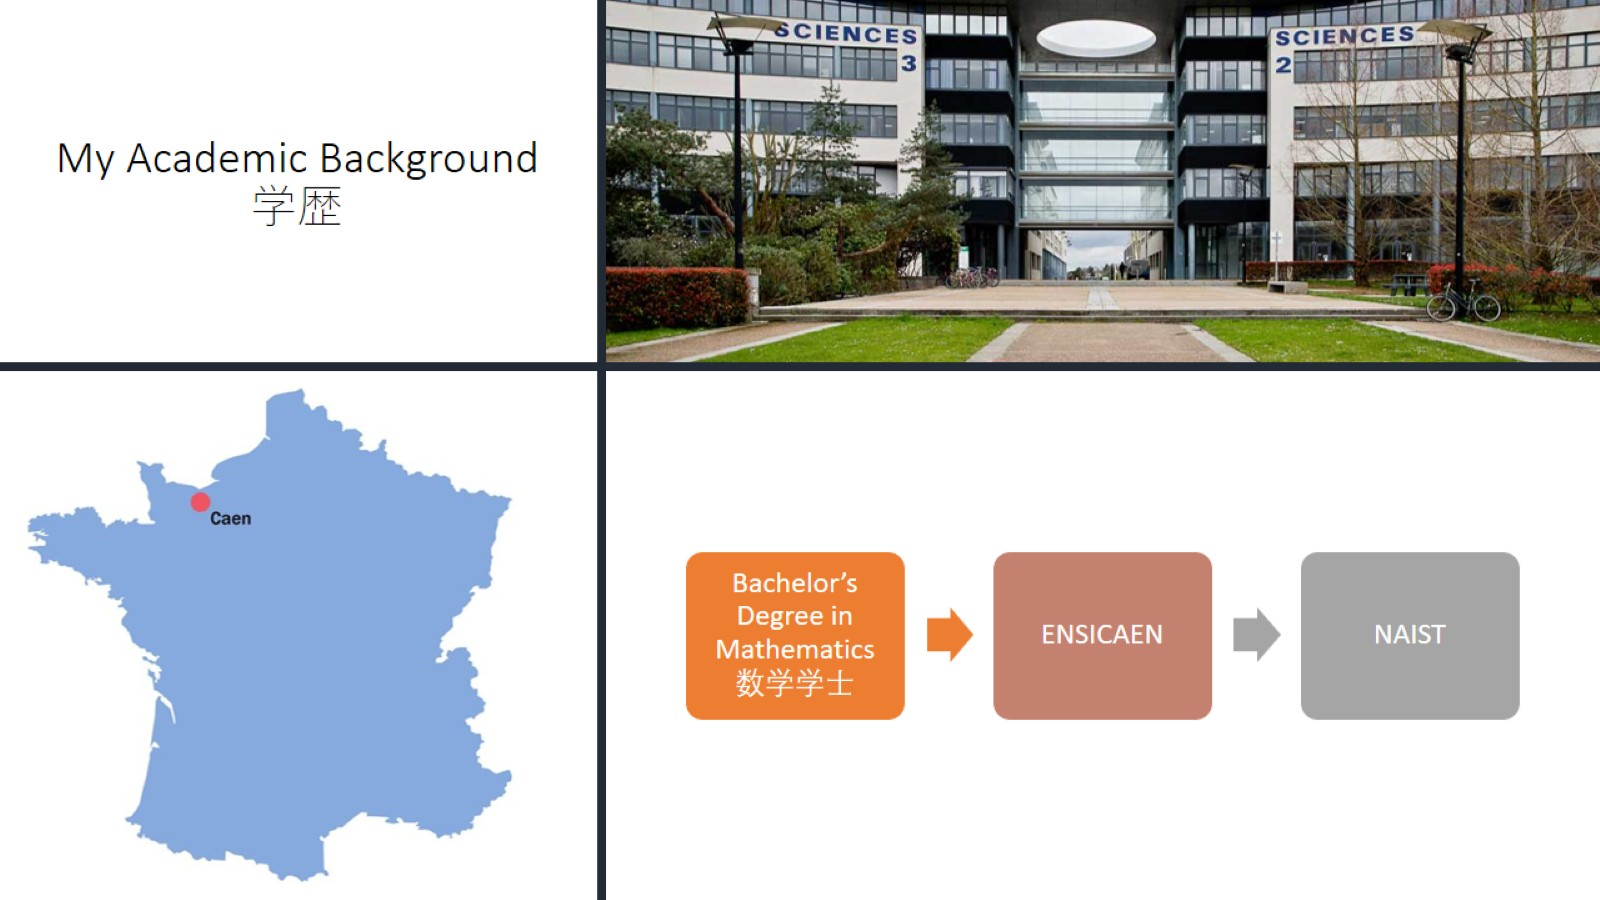 My Academic Background
学歴
SCIENCES
3
SCIENCES
2
Caen
Bachelor’s
Degree in
Mathematics
数学学士
ENSICAEN
NAIST